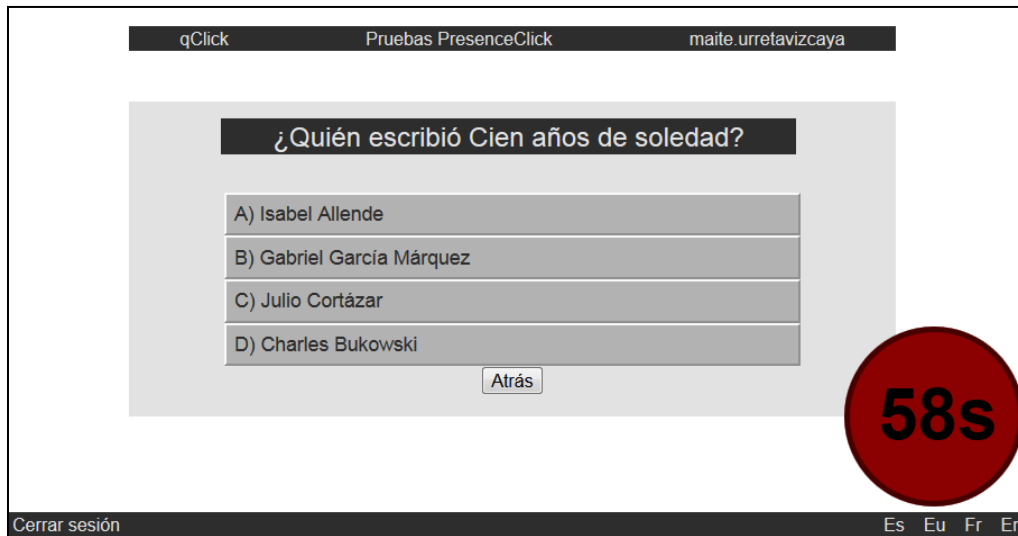 qClick Pruebas PresenceClick maite.urretavizcaya
¿Quién escribió Cien años de soledad?
A) Isabel Allende
B) Gabriel García Márquez
C) Julio Cortázar
D) Charles Bukowski
Atrás
58s
Cerrar sesión Es Eu Fr En